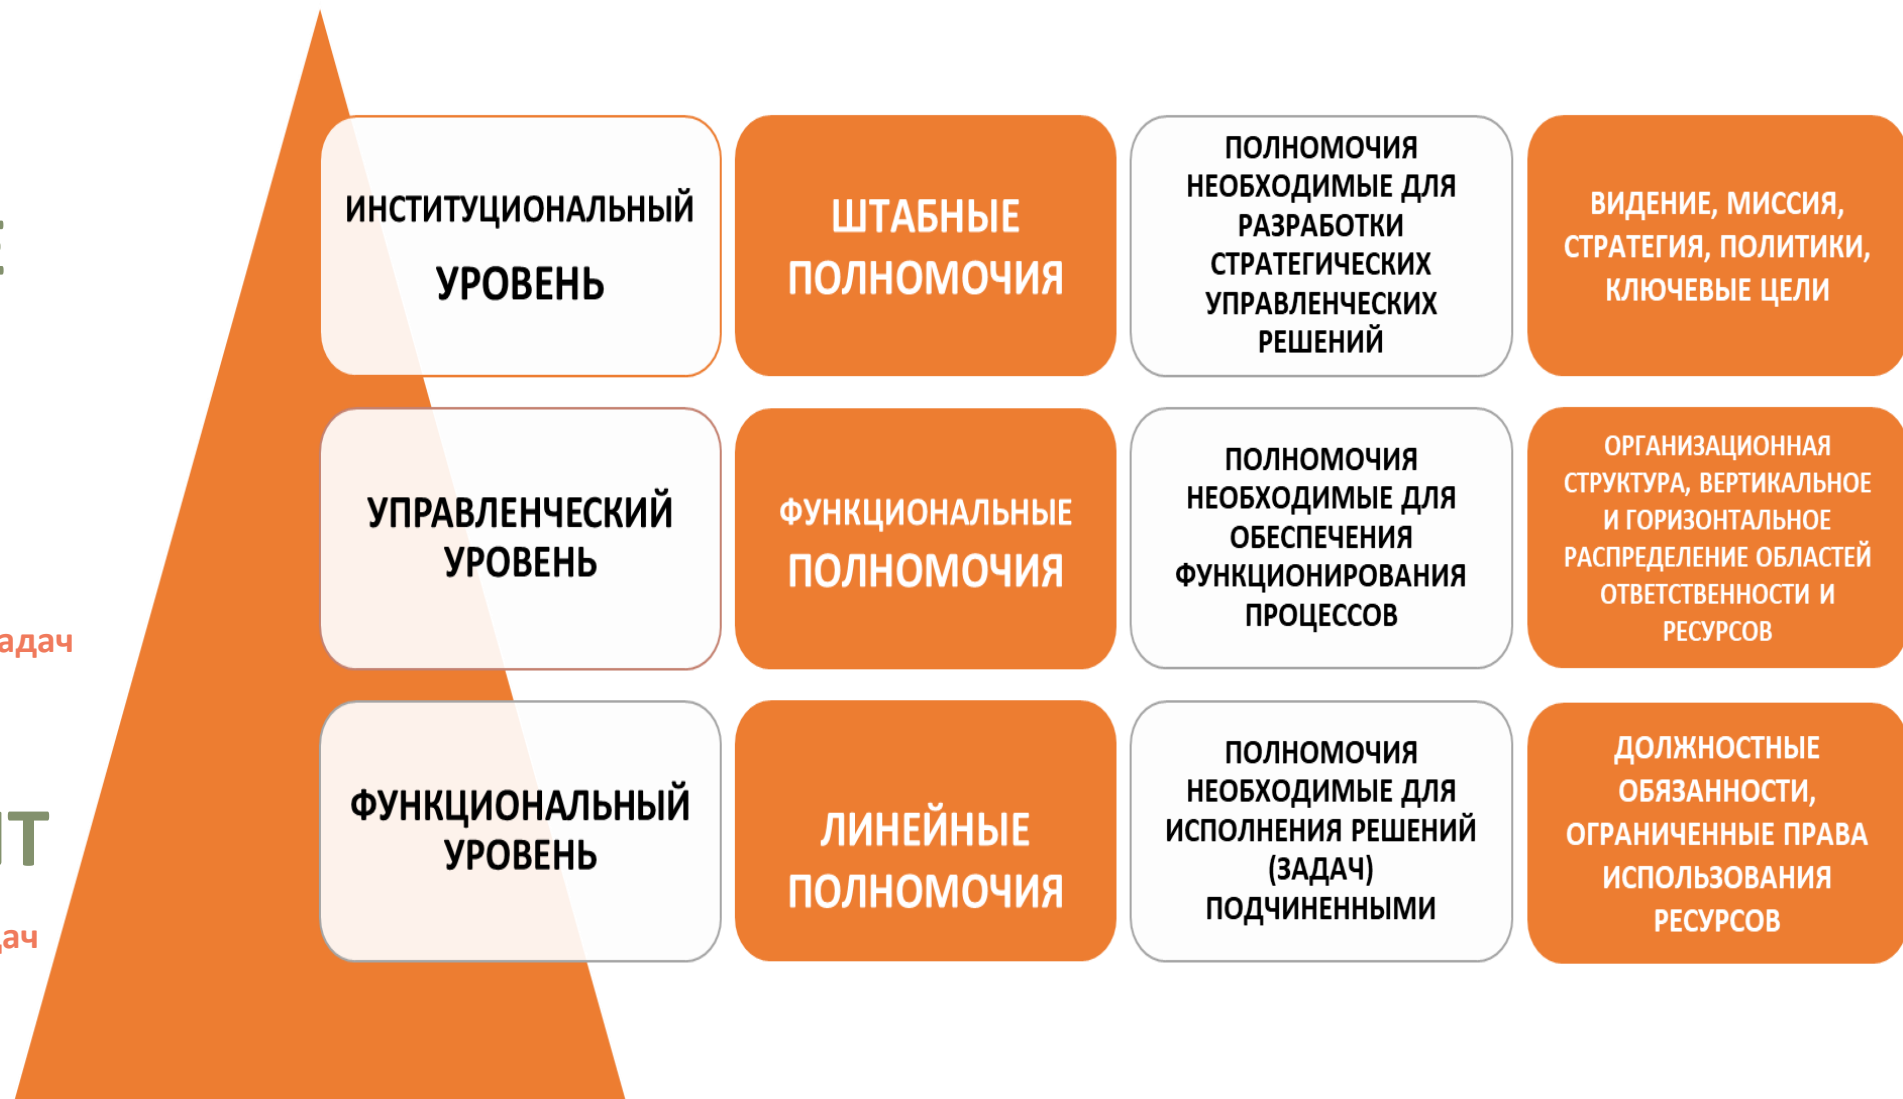 ИНСТИТУЦИОНАЛЬНЫЙ
УРОВЕНЬ
ШТАБНЫЕ
ПОЛНОМОЧИЯ
ПОЛНОМОЧИЯ
НЕОБХОДИМЫЕ ДЛЯ
РАЗРАБОТКИ
СТРАТЕГИЧЕСКИХ
УПРАВЛЕНЧЕСКИХ
РЕШЕНИЙ
ВИДЕНИЕ, МИССИЯ,
СТРАТЕГИЯ, ПОЛИТИКИ,
КЛЮЧЕВЫЕ ЦЕЛИ
УПРАВЛЕНЧЕСКИЙ
УРОВЕНЬ
ФУНКЦИОНАЛЬНЫЕ
ПОЛНОМОЧИЯ
ПОЛНОМОЧИЯ
НЕОБХОДИМЫЕ ДЛЯ
ОБЕСПЕЧЕНИЯ
ФУНКЦИОНИРОВАНИЯ
ПРОЦЕССОВ
ОРГАНИЗАЦИОННАЯ
СТРУКТУРА, ВЕРТИКАЛЬНОЕ
И ГОРИЗОНТАЛЬНОЕ
РАСПРЕДЕЛЕНИЕ ОБЛАСТЕЙ
ОТВЕТСТВЕННОСТИ И
РЕСУРСОВ
ФУНКЦИОНАЛЬНЫЙ
УРОВЕНЬ
ЛИНЕЙНЫЕ
ПОЛНОМОЧИЯ
ПОЛНОМОЧИЯ
НЕОБХОДИМЫЕ ДЛЯ
ИСПОЛНЕНИЯ РЕШЕНИЙ
(ЗАДАЧ)
ПОДЧИНЕННЫМИ
ДОЛЖНОСТНЫЕ
ОБЯЗАННОСТИ,
ОГРАНИЧЕННЫЕ ПРАВА
ИСПОЛЬЗОВАНИЯ
РЕСУРСОВ